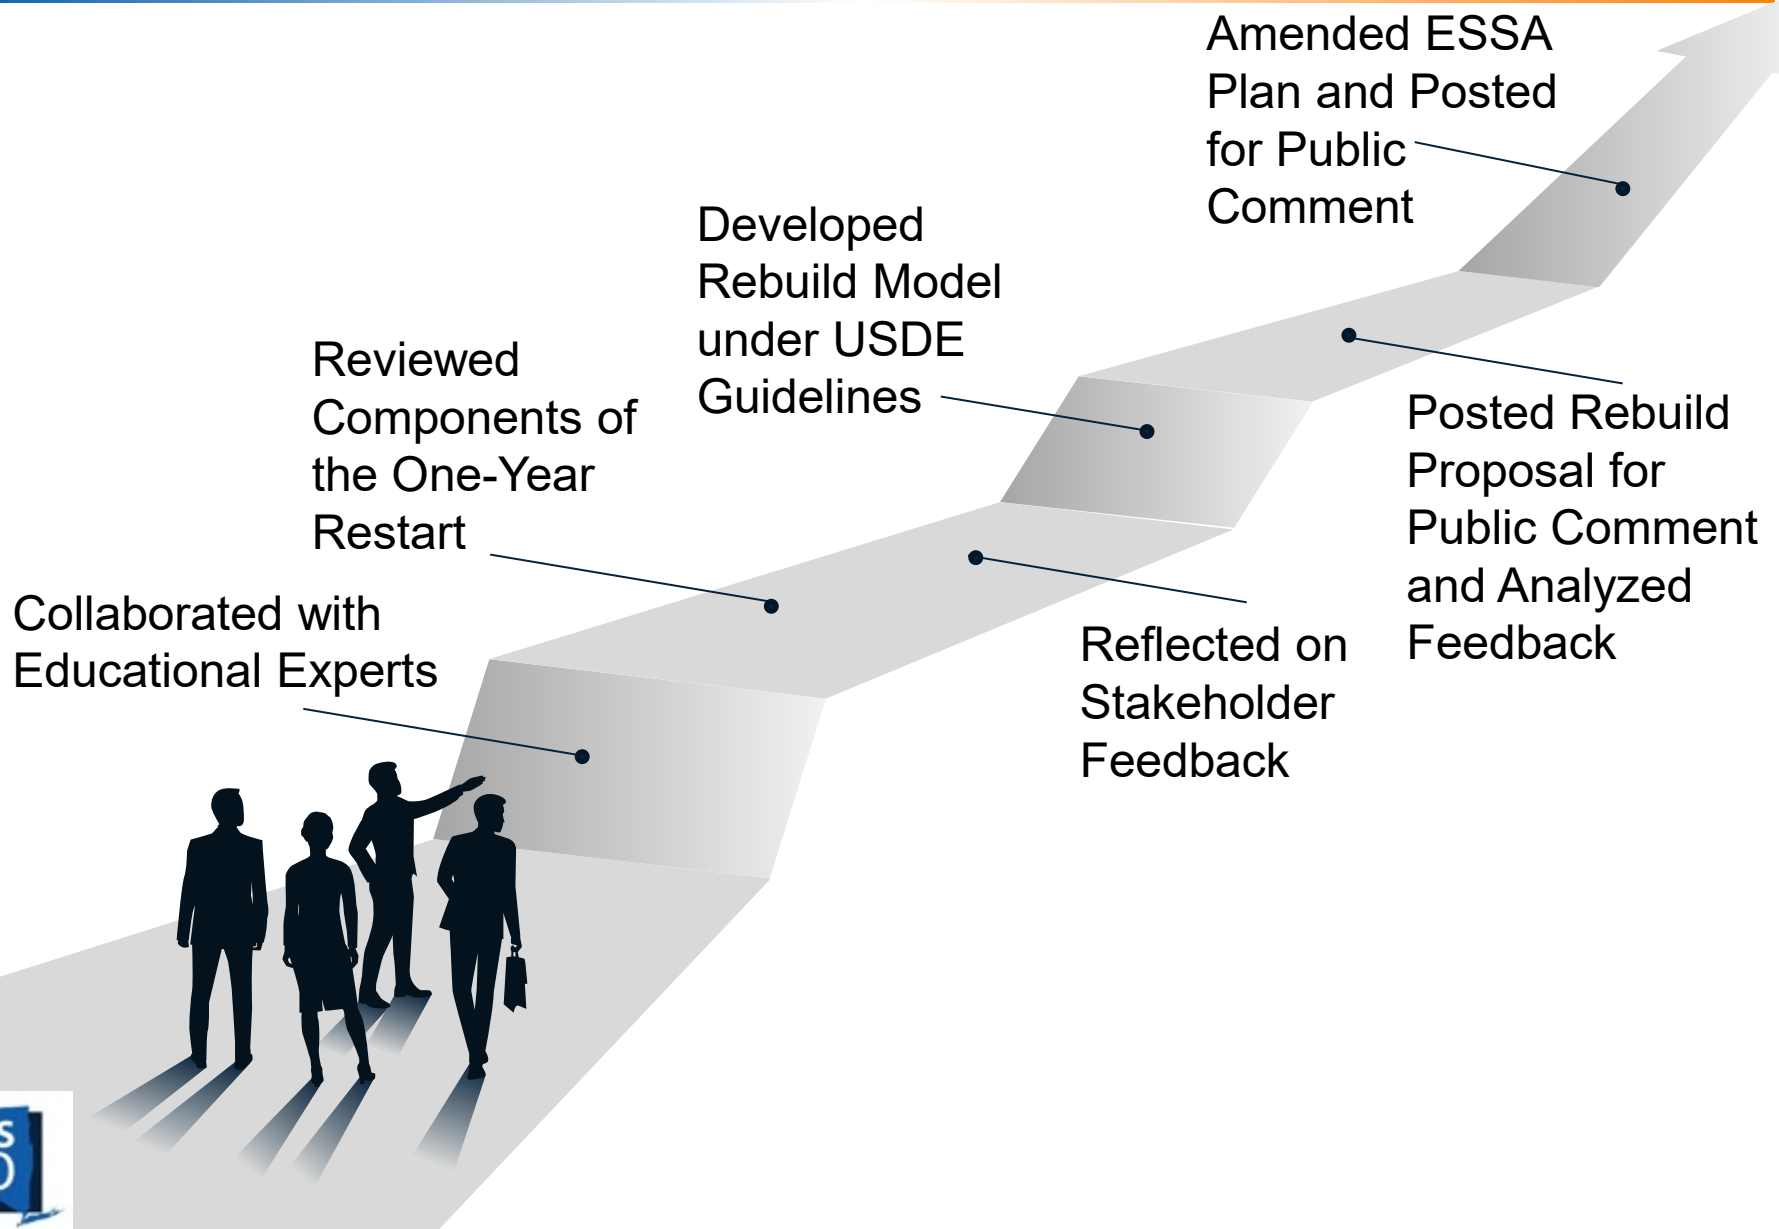 Collaborated with
Educational Experts
Reviewed
Components of
the One-Year
Restart
Reflected on
Stakeholder
Feedback
Developed
Rebuild Model
under USDE
Guidelines
Posted Rebuild
Proposal for
Public Comment
and Analyzed
Feedback
Amended ESSA
Plan and Posted
for Public
Comment